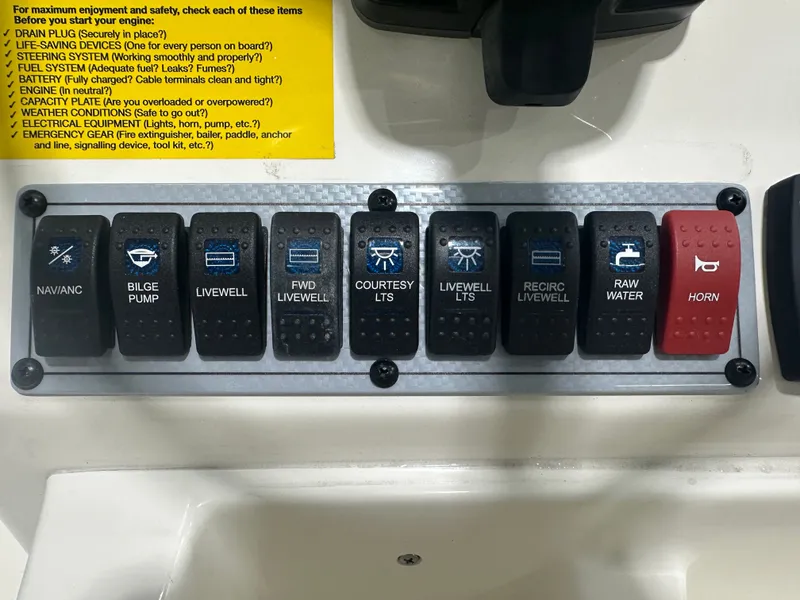 For maximum enjoyment and safety, check each of these items
Before you start your engine:
✓ DRAIN PLUG (Securely in place?)
✓ LIFE-SAVING DEVICES (One for every person on board?)
✓ STEERING SYSTEM (Working smoothly and properly?)
✓ FUEL SYSTEM (Adequate fuel? Leaks? Fumes?)
✓ BATTERY (Fully charged? Cable terminals clean and tight?)
✓ ENGINE (In neutral?)
✓ CAPACITY PLATE (Are you overloaded or overpowered?)
✓ WEATHER CONDITIONS (Safe to go out?)
✓ ELECTRICAL EQUIPMENT (Lights, horn, pump, etc.?)
✓ EMERGENCY GEAR (Fire extinguisher, bailer, paddle, anchor
and line, signalling device, tool kit, etc.?)
NAV/ANC
BILGE
PUMP
LIVEWELL
FWD
LIVEWELL
COURTESY
LTS
LIVEWELL
LTS
RECIRC
LIVEWELL
RAW
WATER
HORN